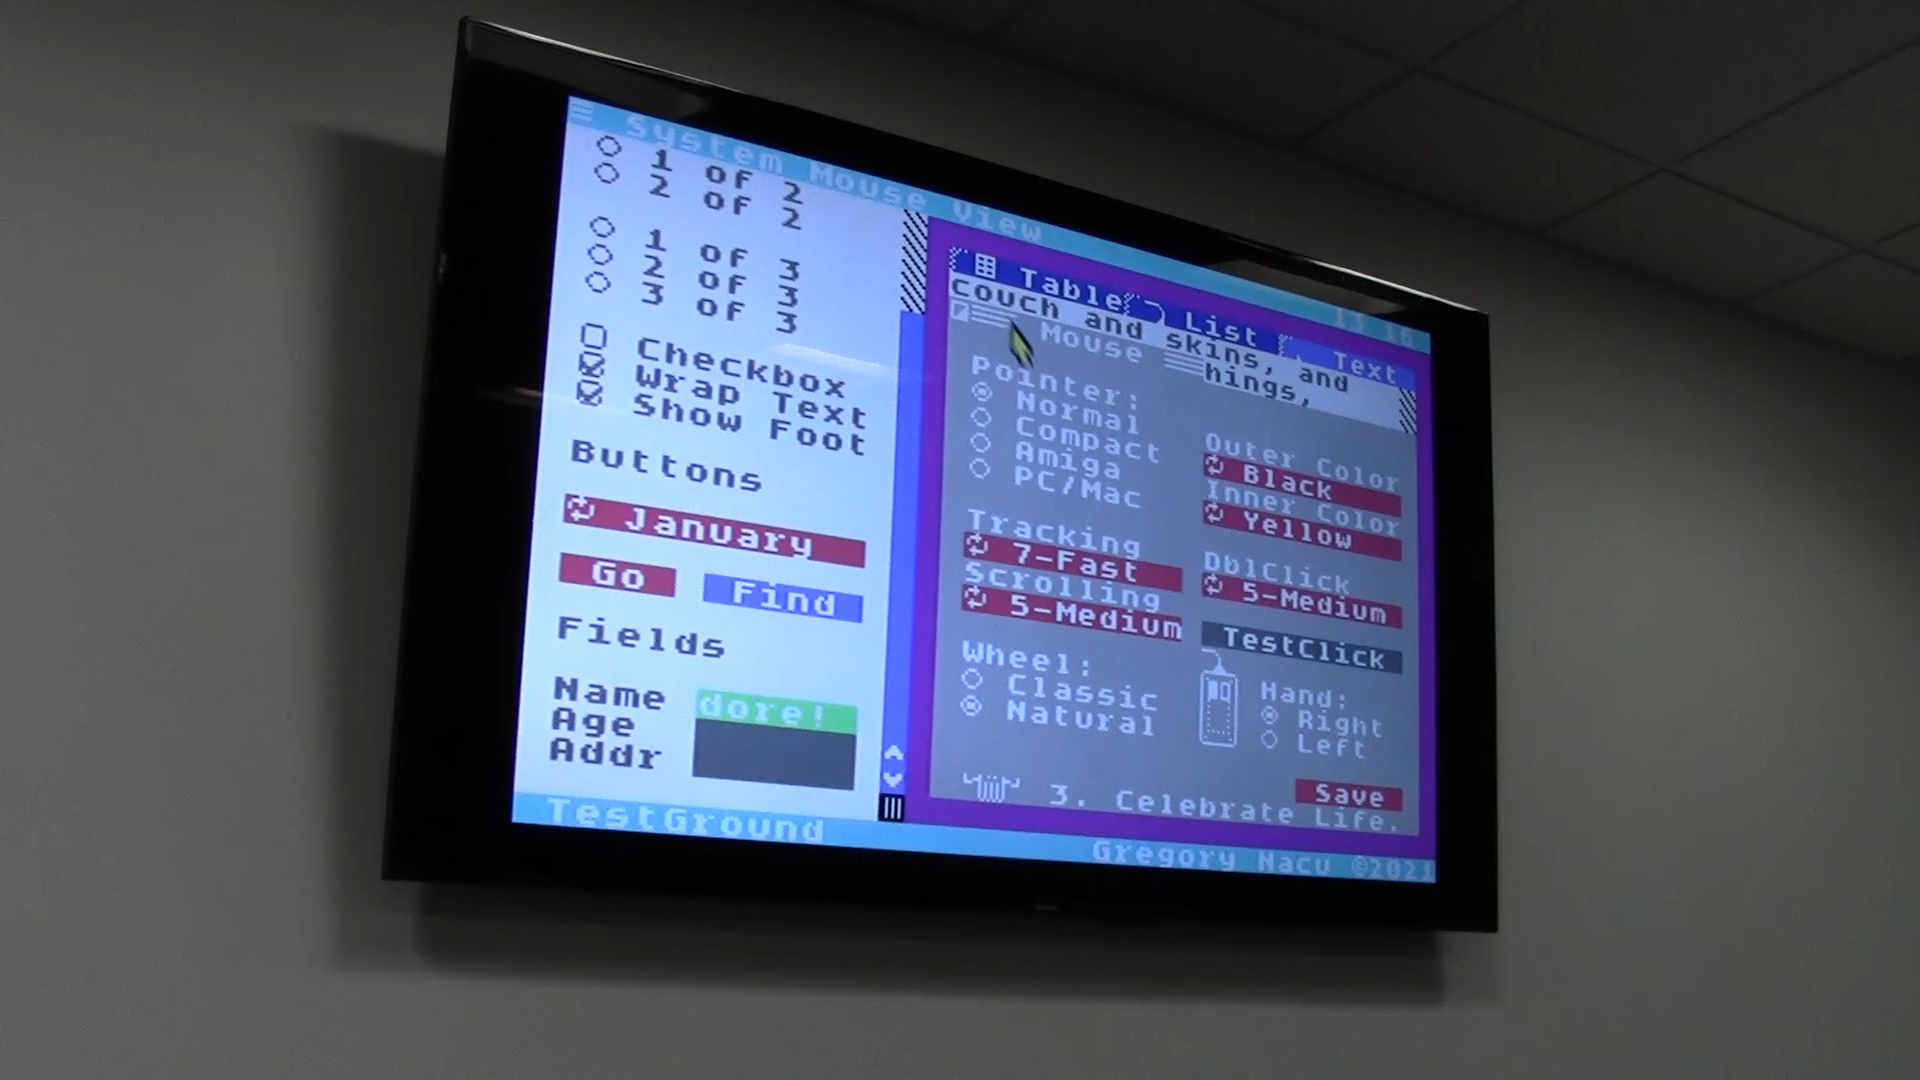 System Mouse View
13 16
1 of 2
2 of 2
1 of 3
2 of 3
3 of 3
Checkbox
Wrap Text
Show Foot
Buttons
January
Go Find
Fields
Name dore!
Age
Addr
Table List Text
couch and skins, and
Mouse hings,
Pointer:
Normal
Compact
Amiga
PC/Mac
Outer Color
Black
Inner Color
Yellow
Tracking
7-Fast
Scrolling
5-Medium
DblClick
5-Medium
TestClick
Wheel:
Classic
Natural
Hand:
Right
Left
Save
3. Celebrate Life.
TestGround
Gregory Nacu ©2021